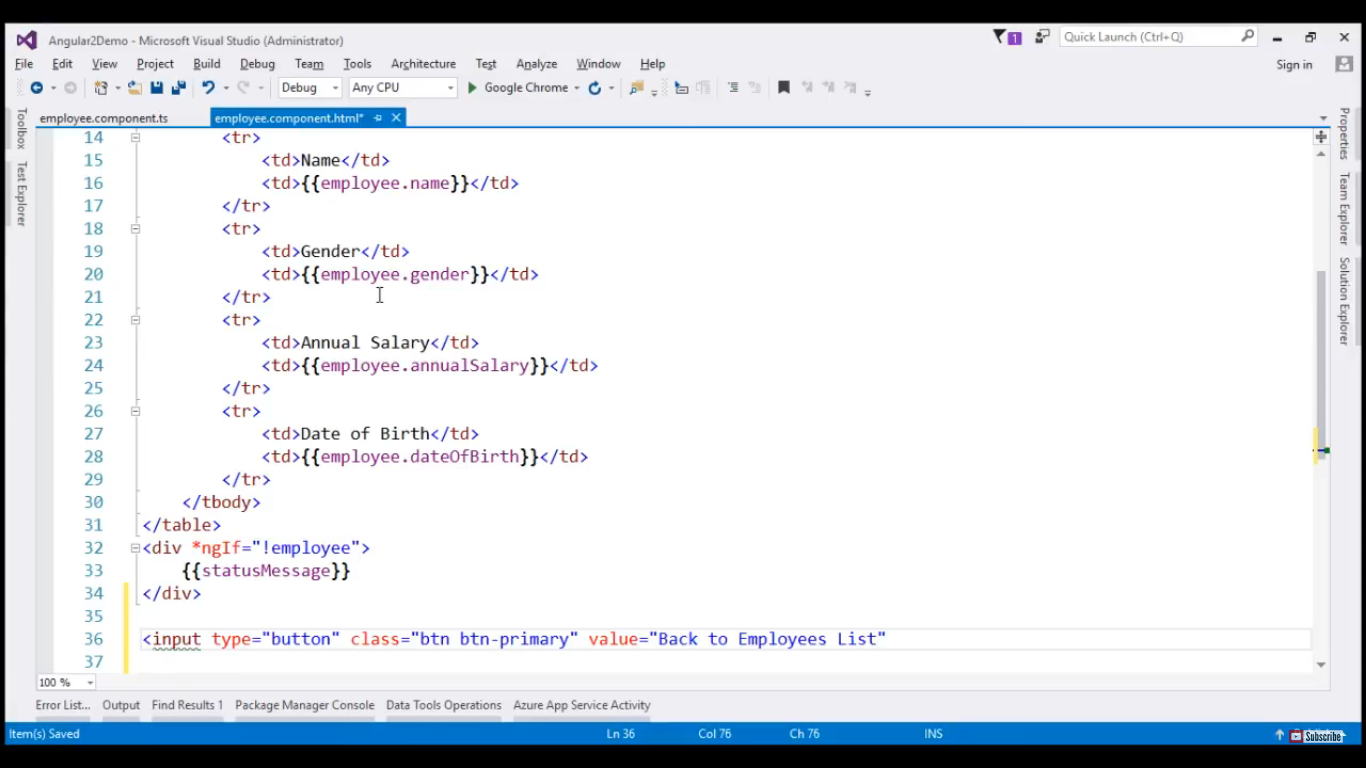 Angular2Demo - Microsoft Visual Studio (Administrator)
1
Quick Launch (Ctrl+Q)
File Edit View Project Build Debug Team Tools Architecture Test Analyze Window Help
Sign in
Debug Any CPU Google Chrome
employee.component.ts employee.component.html*
Toolbox
Test Explorer
14 <tr>
15 <td>Name</td>
16 <td>{{employee.name}}</td>
17 </tr>
18 <tr>
19 <td>Gender</td>
20 <td>{{employee.gender}}</td>
21 </tr>
22 <tr>
23 <td>Annual Salary</td>
24 <td>{{employee.annualSalary}}</td>
25 </tr>
26 <tr>
27 <td>Date of Birth</td>
28 <td>{{employee.dateOfBirth}}</td>
29 </tr>
30 </tbody>
31 </table>
32 <div *ngIf="!employee">
33 {{statusMessage}}
34 </div>
35
36 <input type="button" class="btn btn-primary" value="Back to Employees List"
37
Properties
Team Explorer
Solution Explorer
100 %
Error List... Output Find Results 1 Package Manager Console Data Tools Operations Azure App Service Activity
Item(s) Saved Ln 36 Col 76 Ch 76 INS
Subscribe